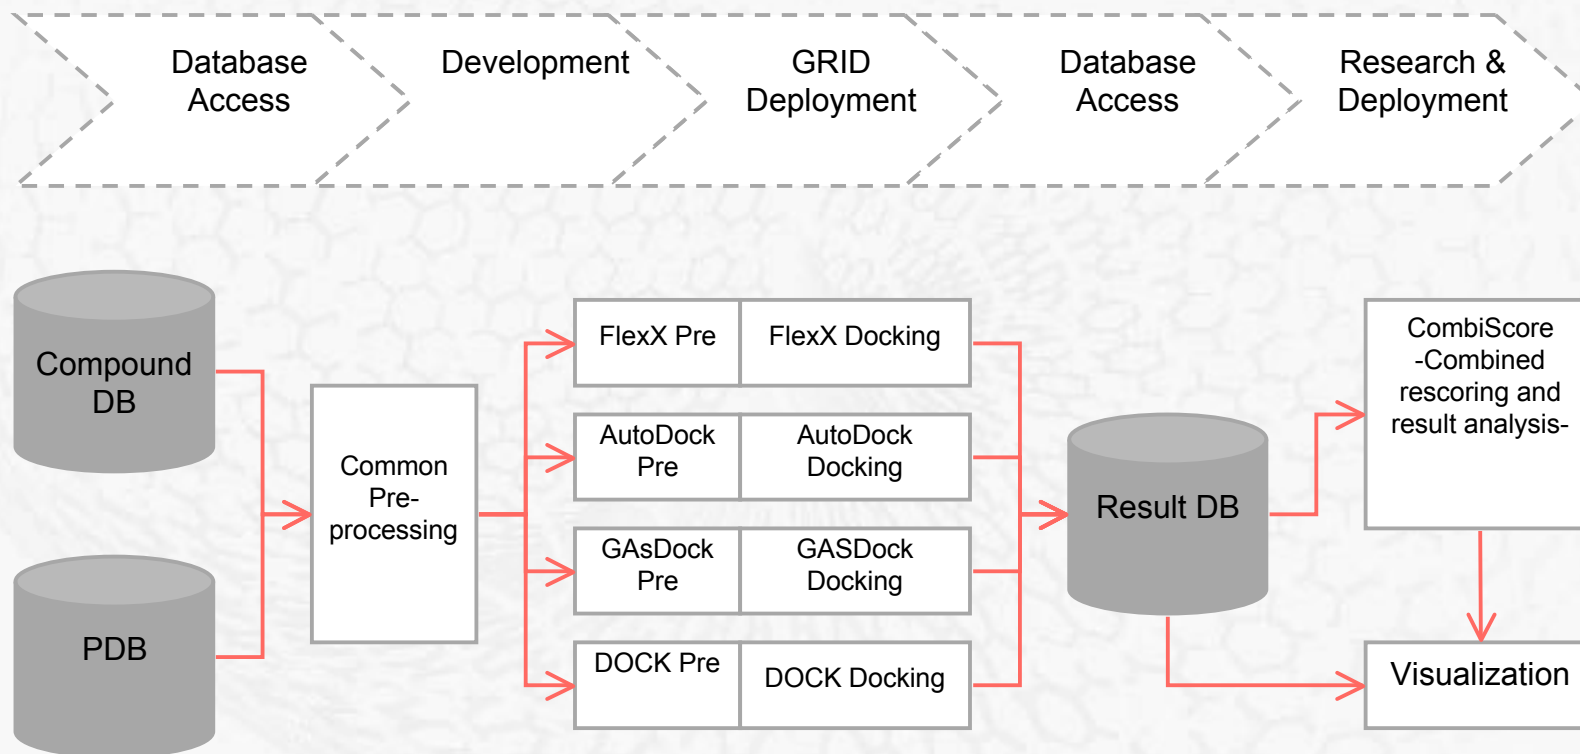 Database
Access
Development
GRID
Deployment
Database
Access
Research &
Deployment
Compound
DB
PDB
Common
Pre-
processing
FlexX Pre
FlexX Docking
AutoDock
Pre
AutoDock
Docking
GAsDock
Pre
GASDock
Docking
DOCK Pre
DOCK Docking
Result DB
CombiScore
-Combined
rescoring and
result analysis-
Visualization